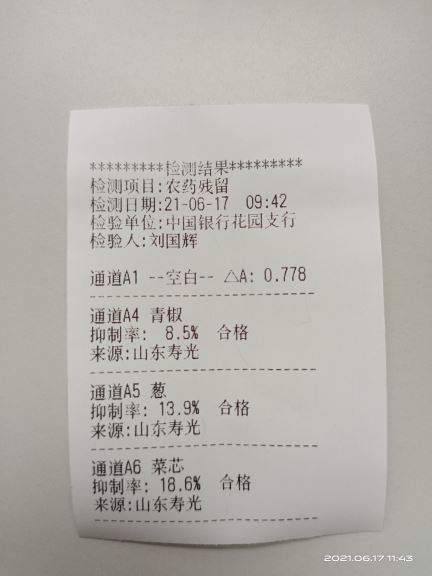 *********检测结果*********
检测项目:农药残留
检测日期:21-06-17 09:42
检验单位:中国银行花园支行
检验人:刘国辉
通道A1 --空白-- △A: 0.778
通道A4 青椒
抑制率: 8.5% 合格
来源:山东寿光
通道A5 葱
抑制率: 13.9% 合格
来源:山东寿光
通道A6 菜芯
抑制率: 18.6% 合格
来源:山东寿光
2021.06.17 11:43